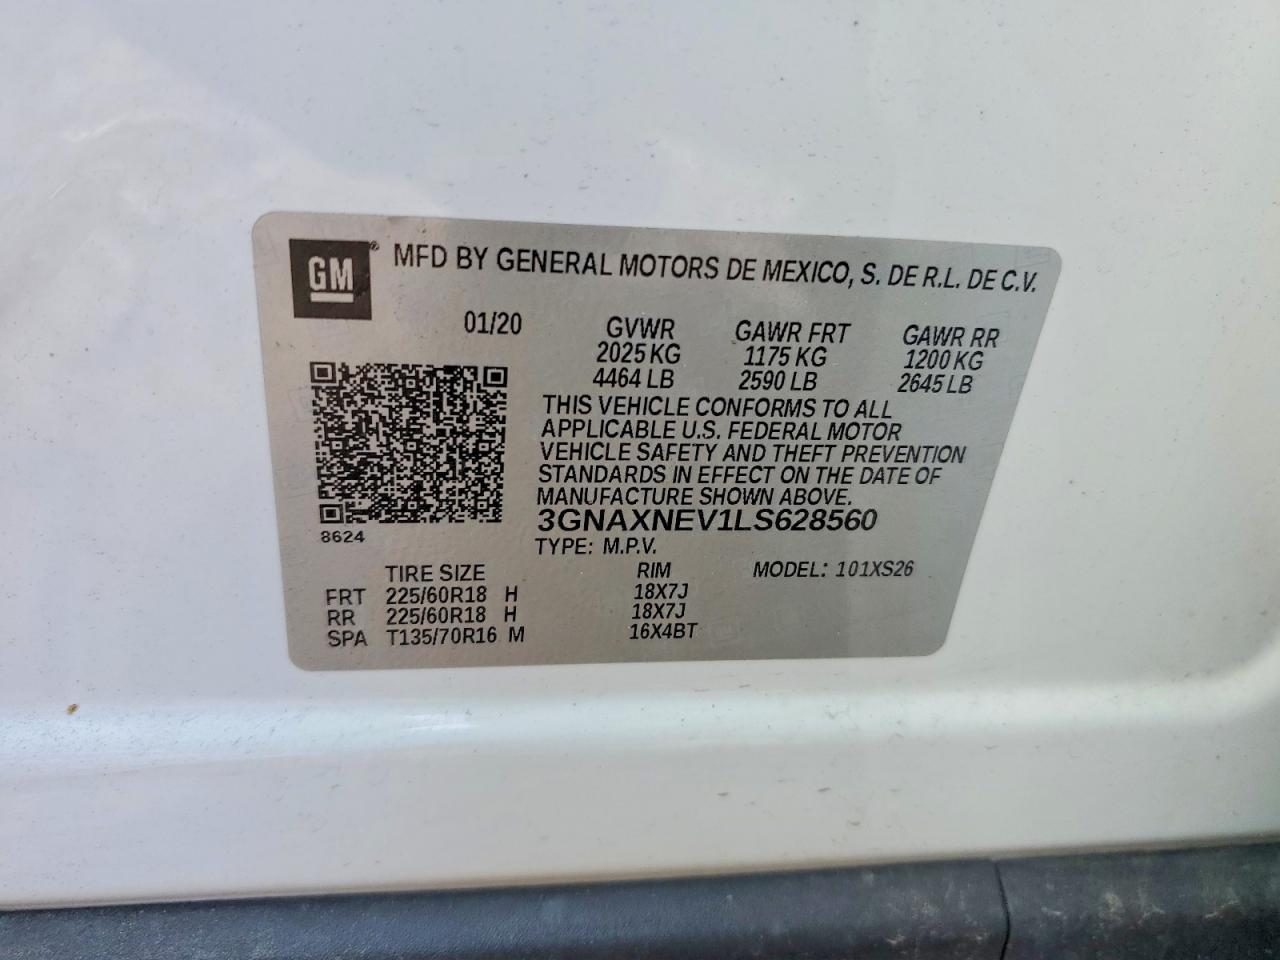 GM® MFD BY GENERAL MOTORS DE MEXICO, S. DE R.L. DE C.V.
01/20 GVWR GAWR FRT GAWR RR
2025 KG 1175 KG 1200 KG
4464 LB 2590 LB 2645 LB
THIS VEHICLE CONFORMS TO ALL
APPLICABLE U.S. FEDERAL MOTOR
VEHICLE SAFETY AND THEFT PREVENTION
STANDARDS IN EFFECT ON THE DATE OF
MANUFACTURE SHOWN ABOVE.
3GNAXNEV1LS628560
8624
TYPE: M.P.V.
TIRE SIZE RIM MODEL: 101XS26
FRT 225/60R18 H 18X7J
RR 225/60R18 H 18X7J
SPA T135/70R16 M 16X4BT